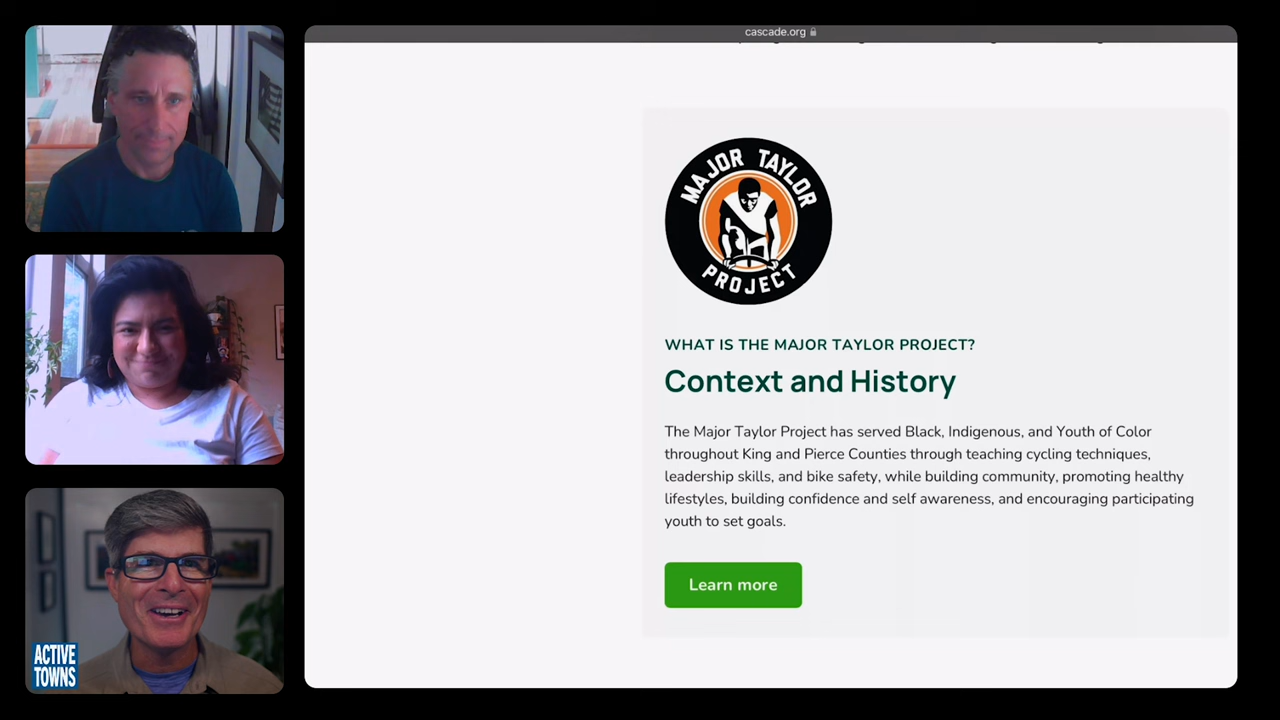 cascade.org
MAJOR TAYLOR
PROJECT
WHAT IS THE MAJOR TAYLOR PROJECT?
Context and History
The Major Taylor Project has served Black, Indigenous, and Youth of Color
throughout King and Pierce Counties through teaching cycling techniques,
leadership skills, and bike safety, while building community, promoting healthy
lifestyles, building confidence and self awareness, and encouraging participating
youth to set goals.
Learn more
ACTIVE
TOWNS